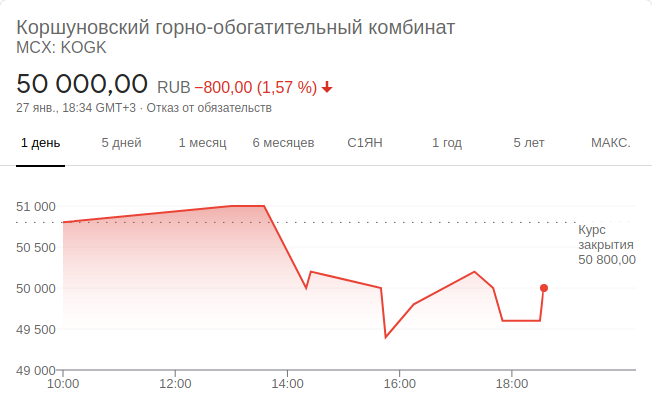 Коршуновский горно-обогатительный комбинат
MCX: KOGK
50 000,00 RUB −800,00 (1,57 %)
27 янв., 18:34 GMT+3 · Отказ от обязательств
1 день 5 дней 1 месяц 6 месяцев С1ЯН 1 год 5 лет МАКС.
51 000
Курс
закрытия
50 800,00
50 500
50 000
49 500
49 000
10:00 12:00 14:00 16:00 18:00